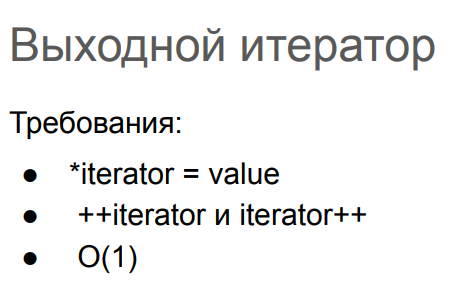 Выходной итератор
Требования:
● *iterator = value
● ++iterator и iterator++
● O(1)